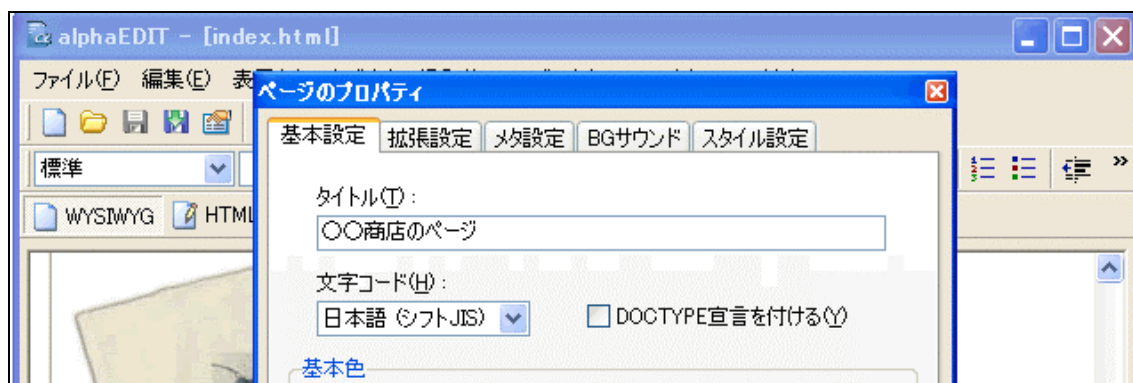 alphaEDIT - [index.html]
ファイル(F) 編集(E) 表
ページのプロパティ
基本設定 拡張設定 メタ設定 BGサウンド スタイル設定
標準
WYSIWYG HTML
タイトル(T):
〇〇商店のページ
文字コード(H):
日本語(シフトJIS) DOCTYPE宣言を付ける(Y)
基本色